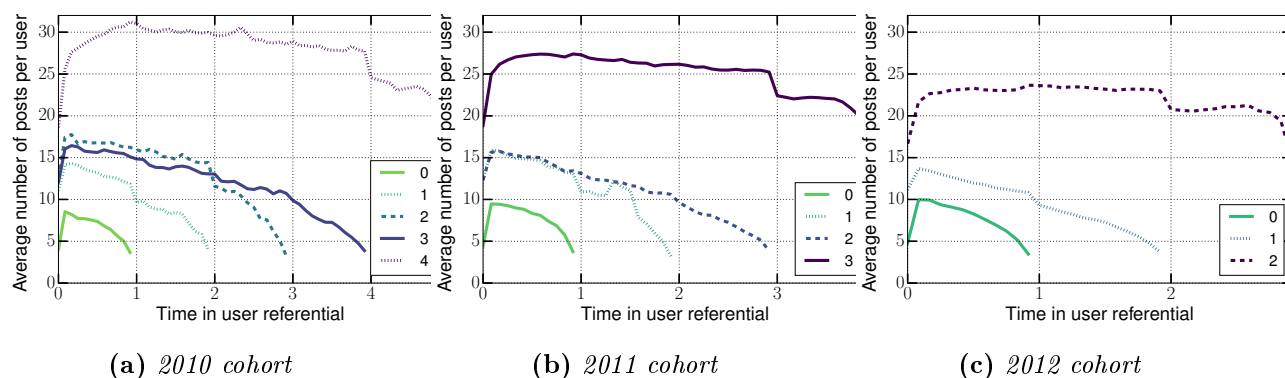 Average number of posts per user
30
25
20
15
10
5
0
0 1 2 3 4
Time in user referential
0
1
2
3
4
(a) 2010 cohort
Average number of posts per user
30
25
20
15
10
5
0
0 1 2 3
Time in user referential
0
1
2
3
(b) 2011 cohort
Average number of posts per user
30
25
20
15
10
5
0
0 1 2
Time in user referential
0
1
2
(c) 2012 cohort